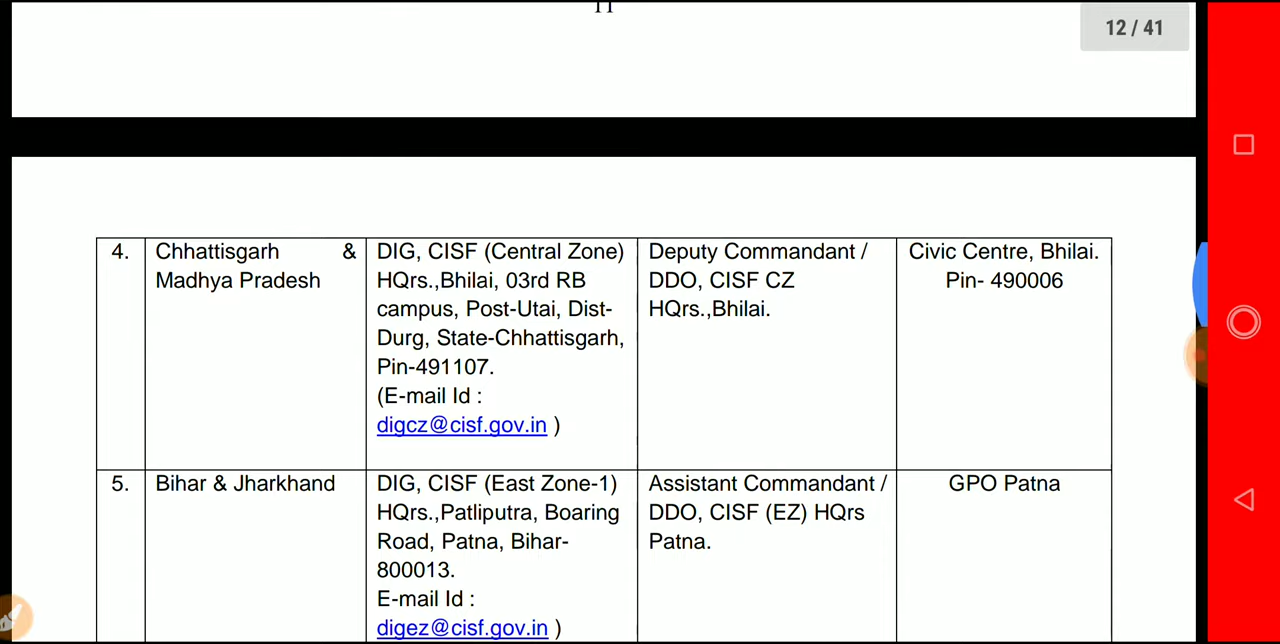 11
12 / 41
4.
Chhattisgarh &
Madhya Pradesh
DIG, CISF (Central Zone)
HQrs.,Bhilai, 03rd RB
campus, Post-Utai, Dist-
Durg, State-Chhattisgarh,
Pin-491107.
(E-mail Id :
digcz@cisf.gov.in )
Deputy Commandant /
DDO, CISF CZ
HQrs.,Bhilai.
Civic Centre, Bhilai.
Pin- 490006
5.
Bihar & Jharkhand
DIG, CISF (East Zone-1)
HQrs.,Patliputra, Boaring
Road, Patna, Bihar-
800013.
E-mail Id :
digez@cisf.gov.in )
Assistant Commandant /
DDO, CISF (EZ) HQrs
Patna.
GPO Patna